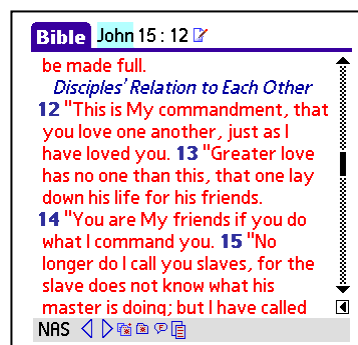 Bible John 15 : 12
be made full.
Disciples' Relation to Each Other
12 "This is My commandment, that
you love one another, just as I
have loved you. 13 "Greater love
has no one than this, that one lay
down his life for his friends.
14 "You are My friends if you do
what I command you. 15 "No
longer do I call you slaves, for the
slave does not know what his
master is doing; but I have called
NAS